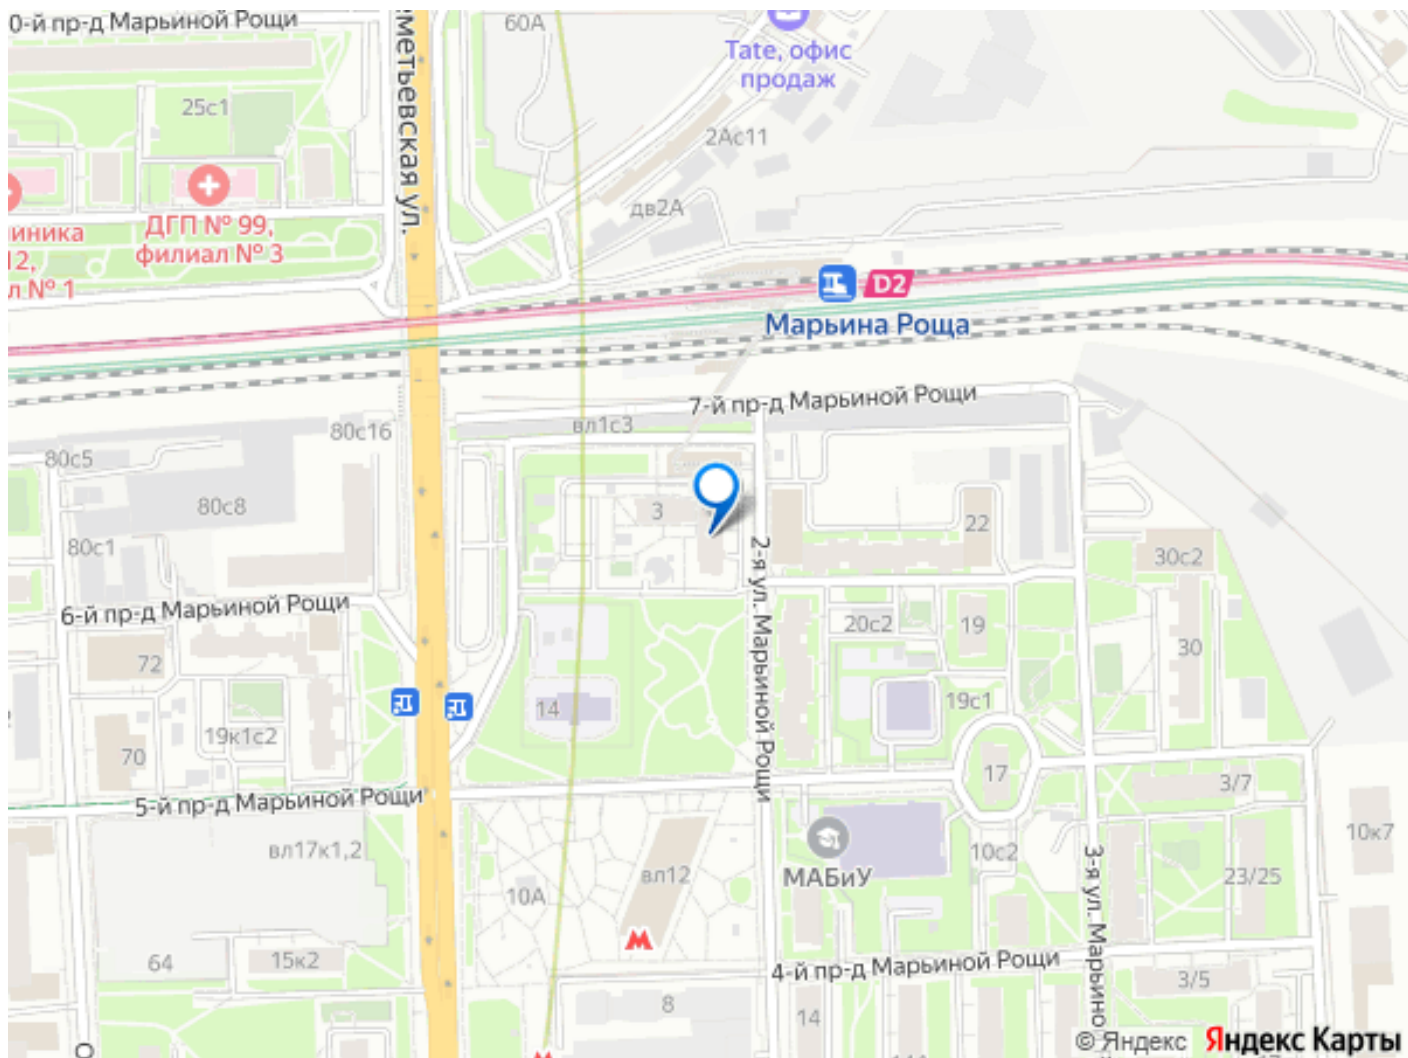 0-й пр-д Марьиной Рощи
60А
Tate, офис
продаж
25с1
2Ас11
еметьевская ул.
ДГП № 99,
филиал № 3
иника
12,
л № 1
дв2А
D2
Марьина Роща
7-й пр-д Марьиной Рощи
вл1с3
80с16
80с5
80с8
3
22
80с1
30с2
2-я ул. Марьиной Рощи
6-й пр-д Марьиной Рощи
20с2
19
30
72
14
19с1
19к1с2
70
17
3/7
5-й пр-д Марьиной Рощи
10к7
вл17к1,2
10с2
вл12
МАБиУ
23/25
10А
3-я ул. Марьино
64
15к2
4-й пр-д Марьиной Рощи
3/5
8
14
© Яндекс Яндекс Карты